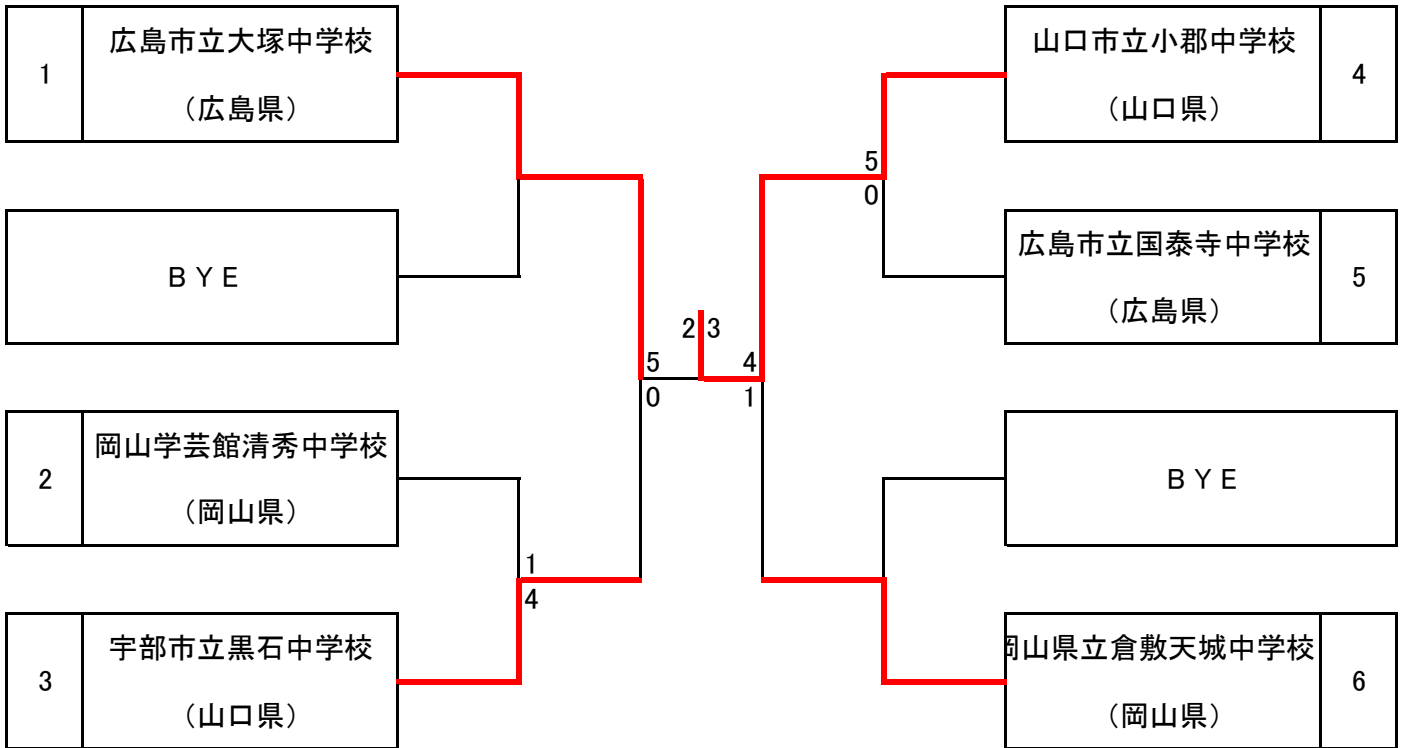 1
広島市立大塚中学校
（広島県）
BYE
2
岡山学芸館清秀中学校
（岡山県）
3
宇部市立黒石中学校
（山口県）
1
4
5
0
2
3
4
1
5
0
山口市立小郡中学校
（山口県）
4
広島市立国泰寺中学校
（広島県）
5
BYE
岡山県立倉敷天城中学校
（岡山県）
6